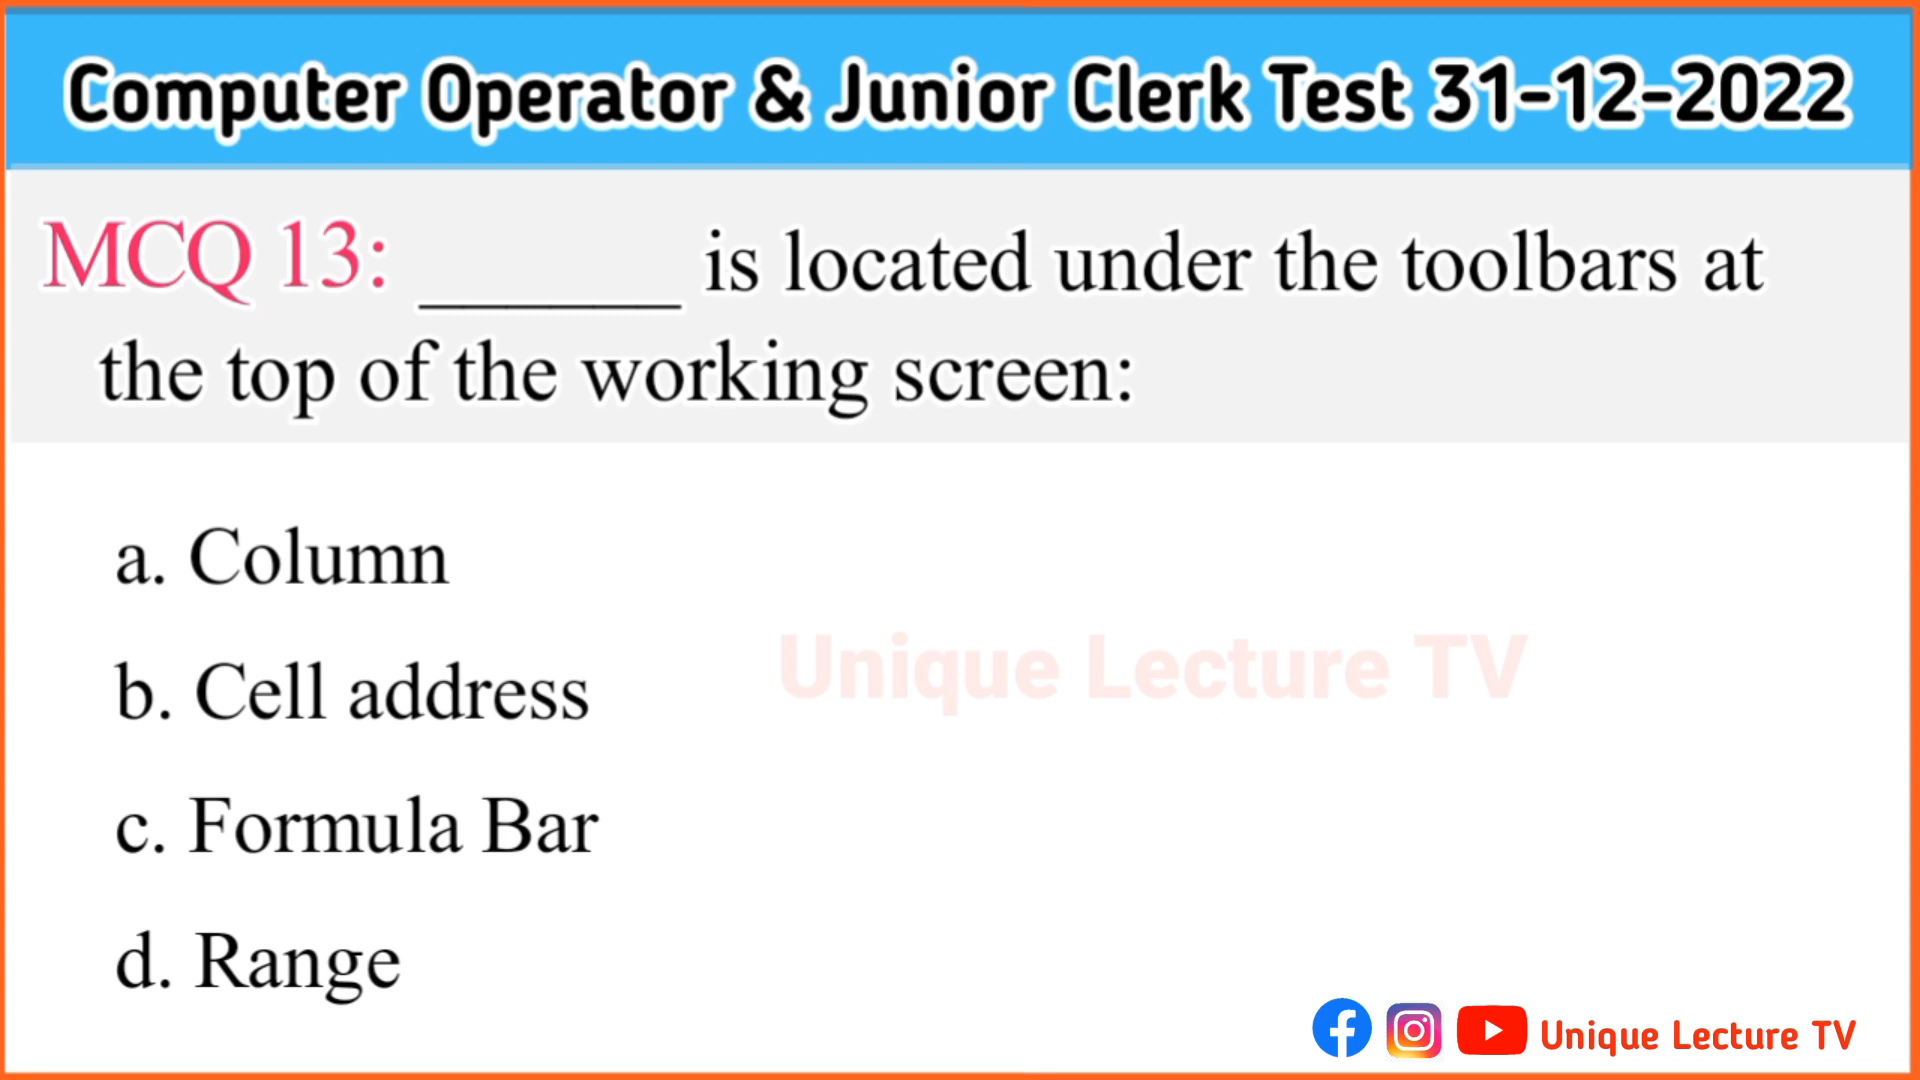 Computer Operator & Junior Clerk Test 31-12-2022
MCQ 13: ______ is located under the toolbars at
the top of the working screen:
a. Column
b. Cell address
Unique Lecture TV
c. Formula Bar
d. Range
Unique Lecture TV